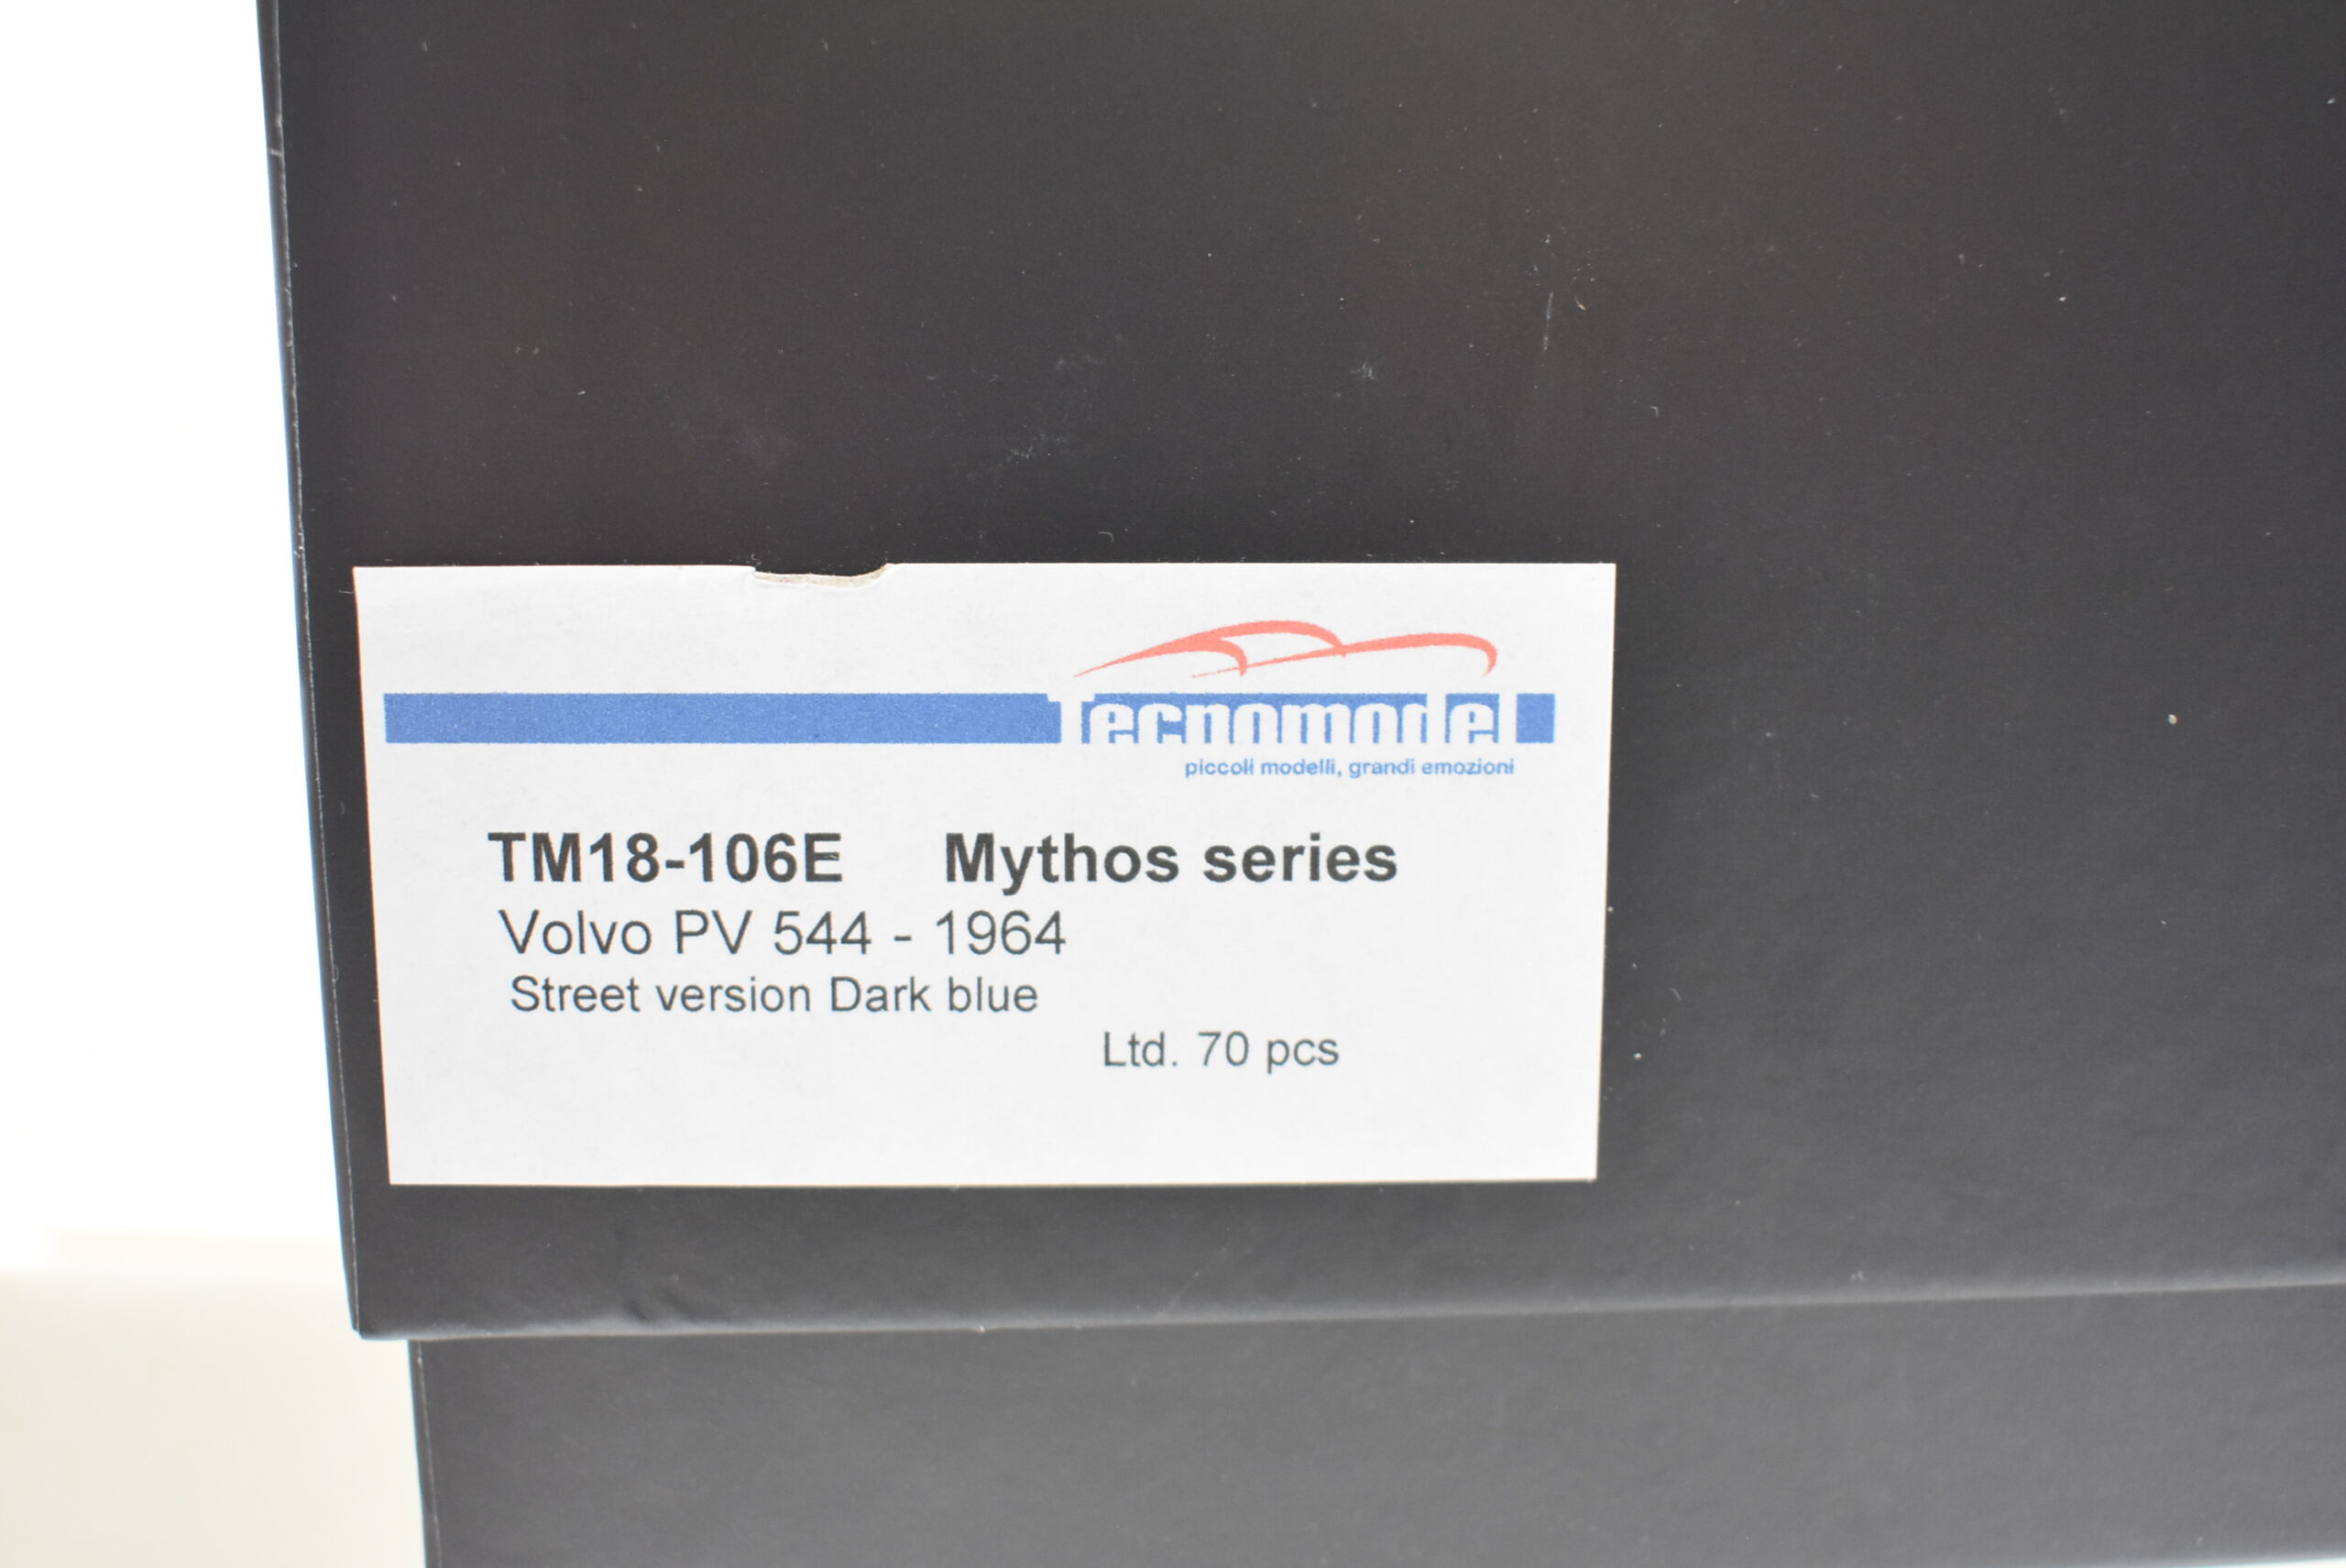 Tecnomodel
piccoli modelli, grandi emozioni
TM18-106E Mythos series
Volvo PV 544 - 1964
Street version Dark blue
Ltd. 70 pcs